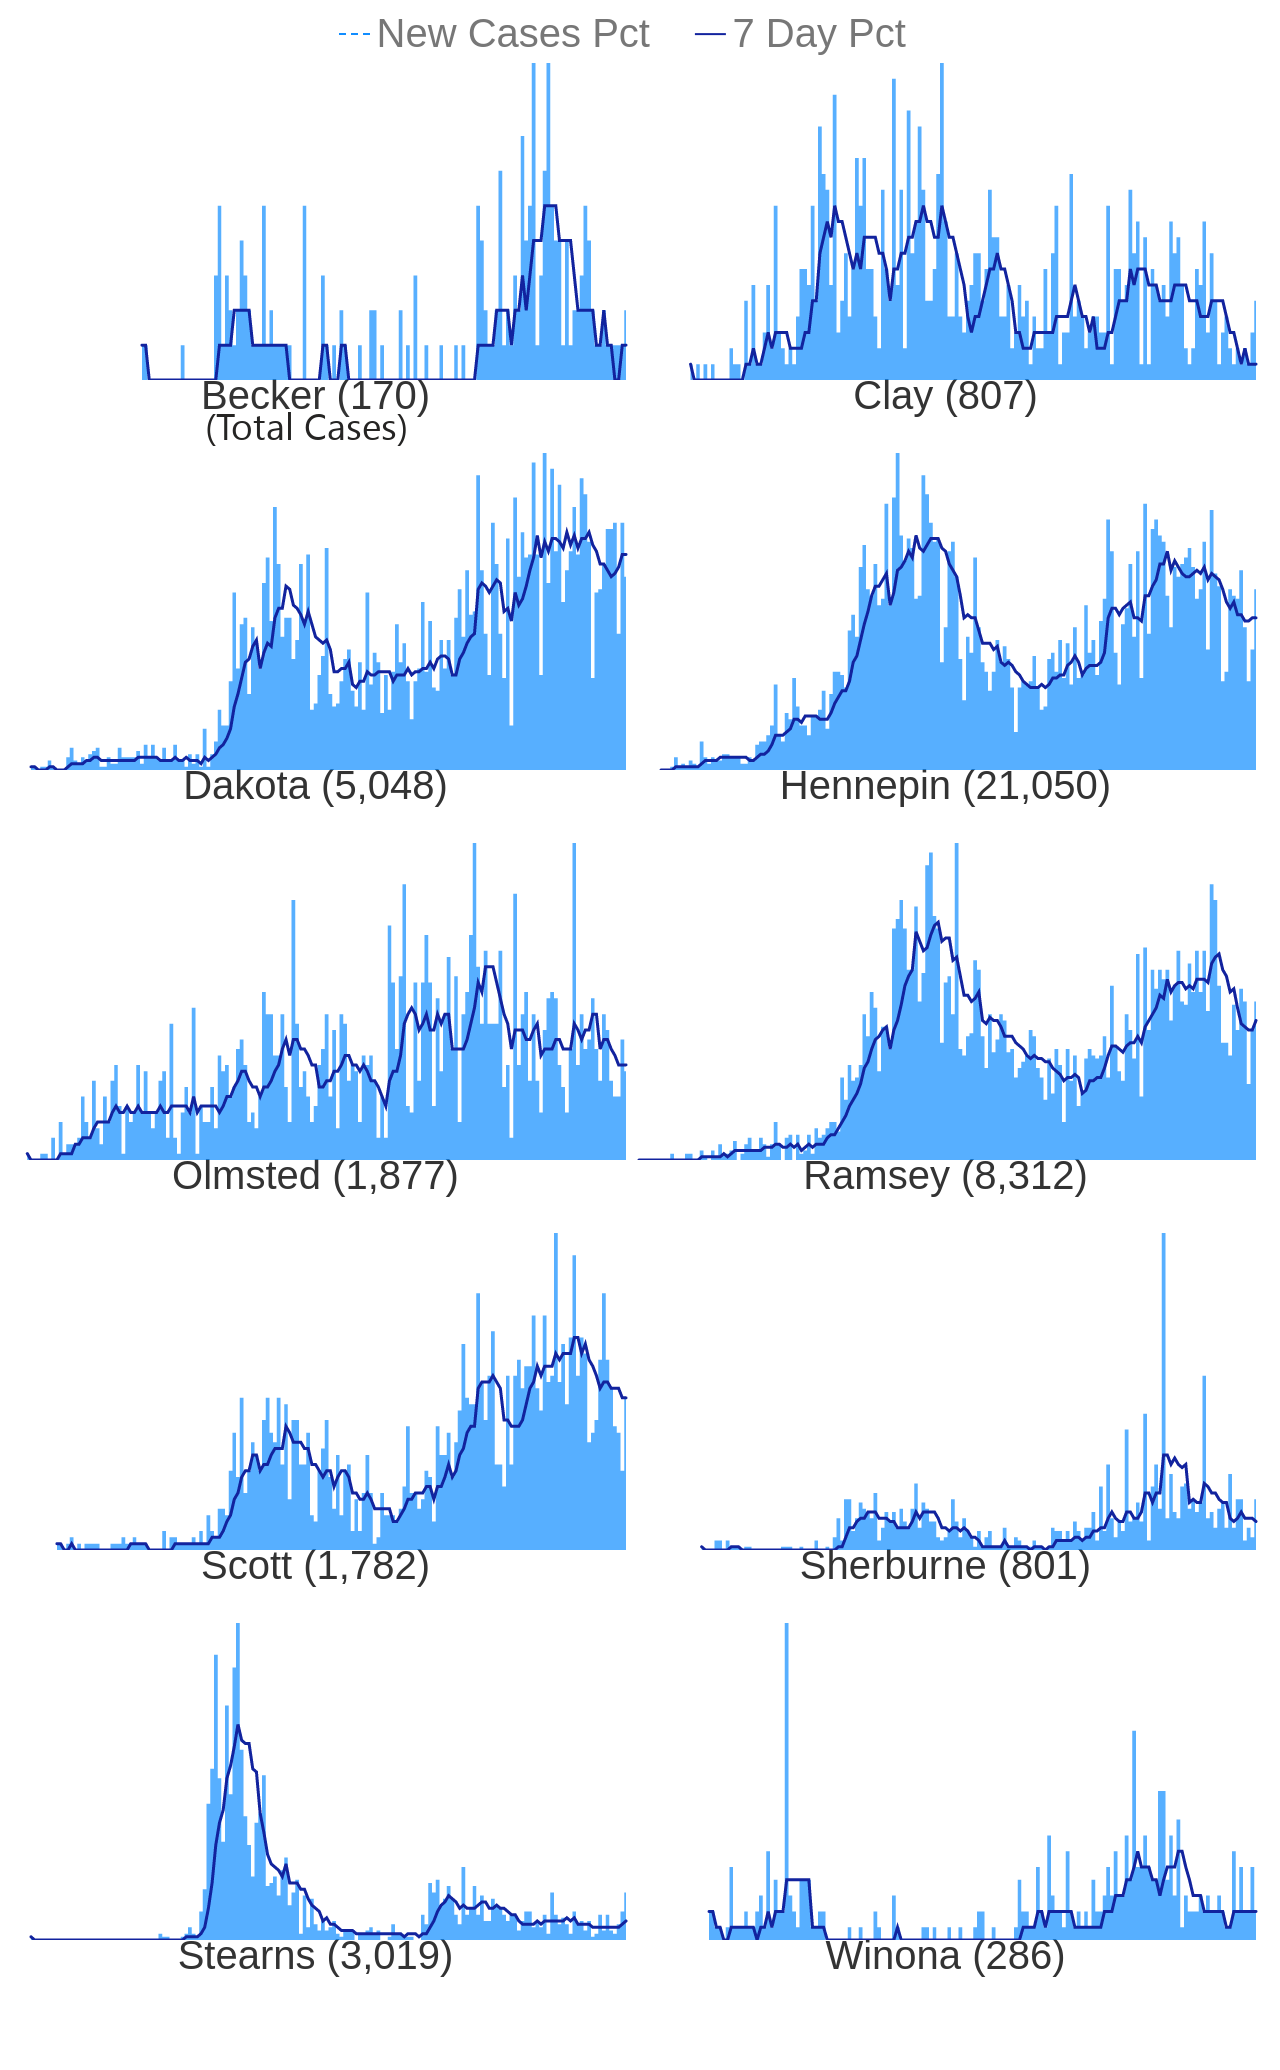 New Cases Pct 7 Day Pct
Becker (170) Clay (807)
(Total Cases)
Dakota (5,048) Hennepin (21,050)
Olmsted (1,877) Ramsey (8,312)
Scott (1,782) Sherburne (801)
Stearns (3,019) Winona (286)